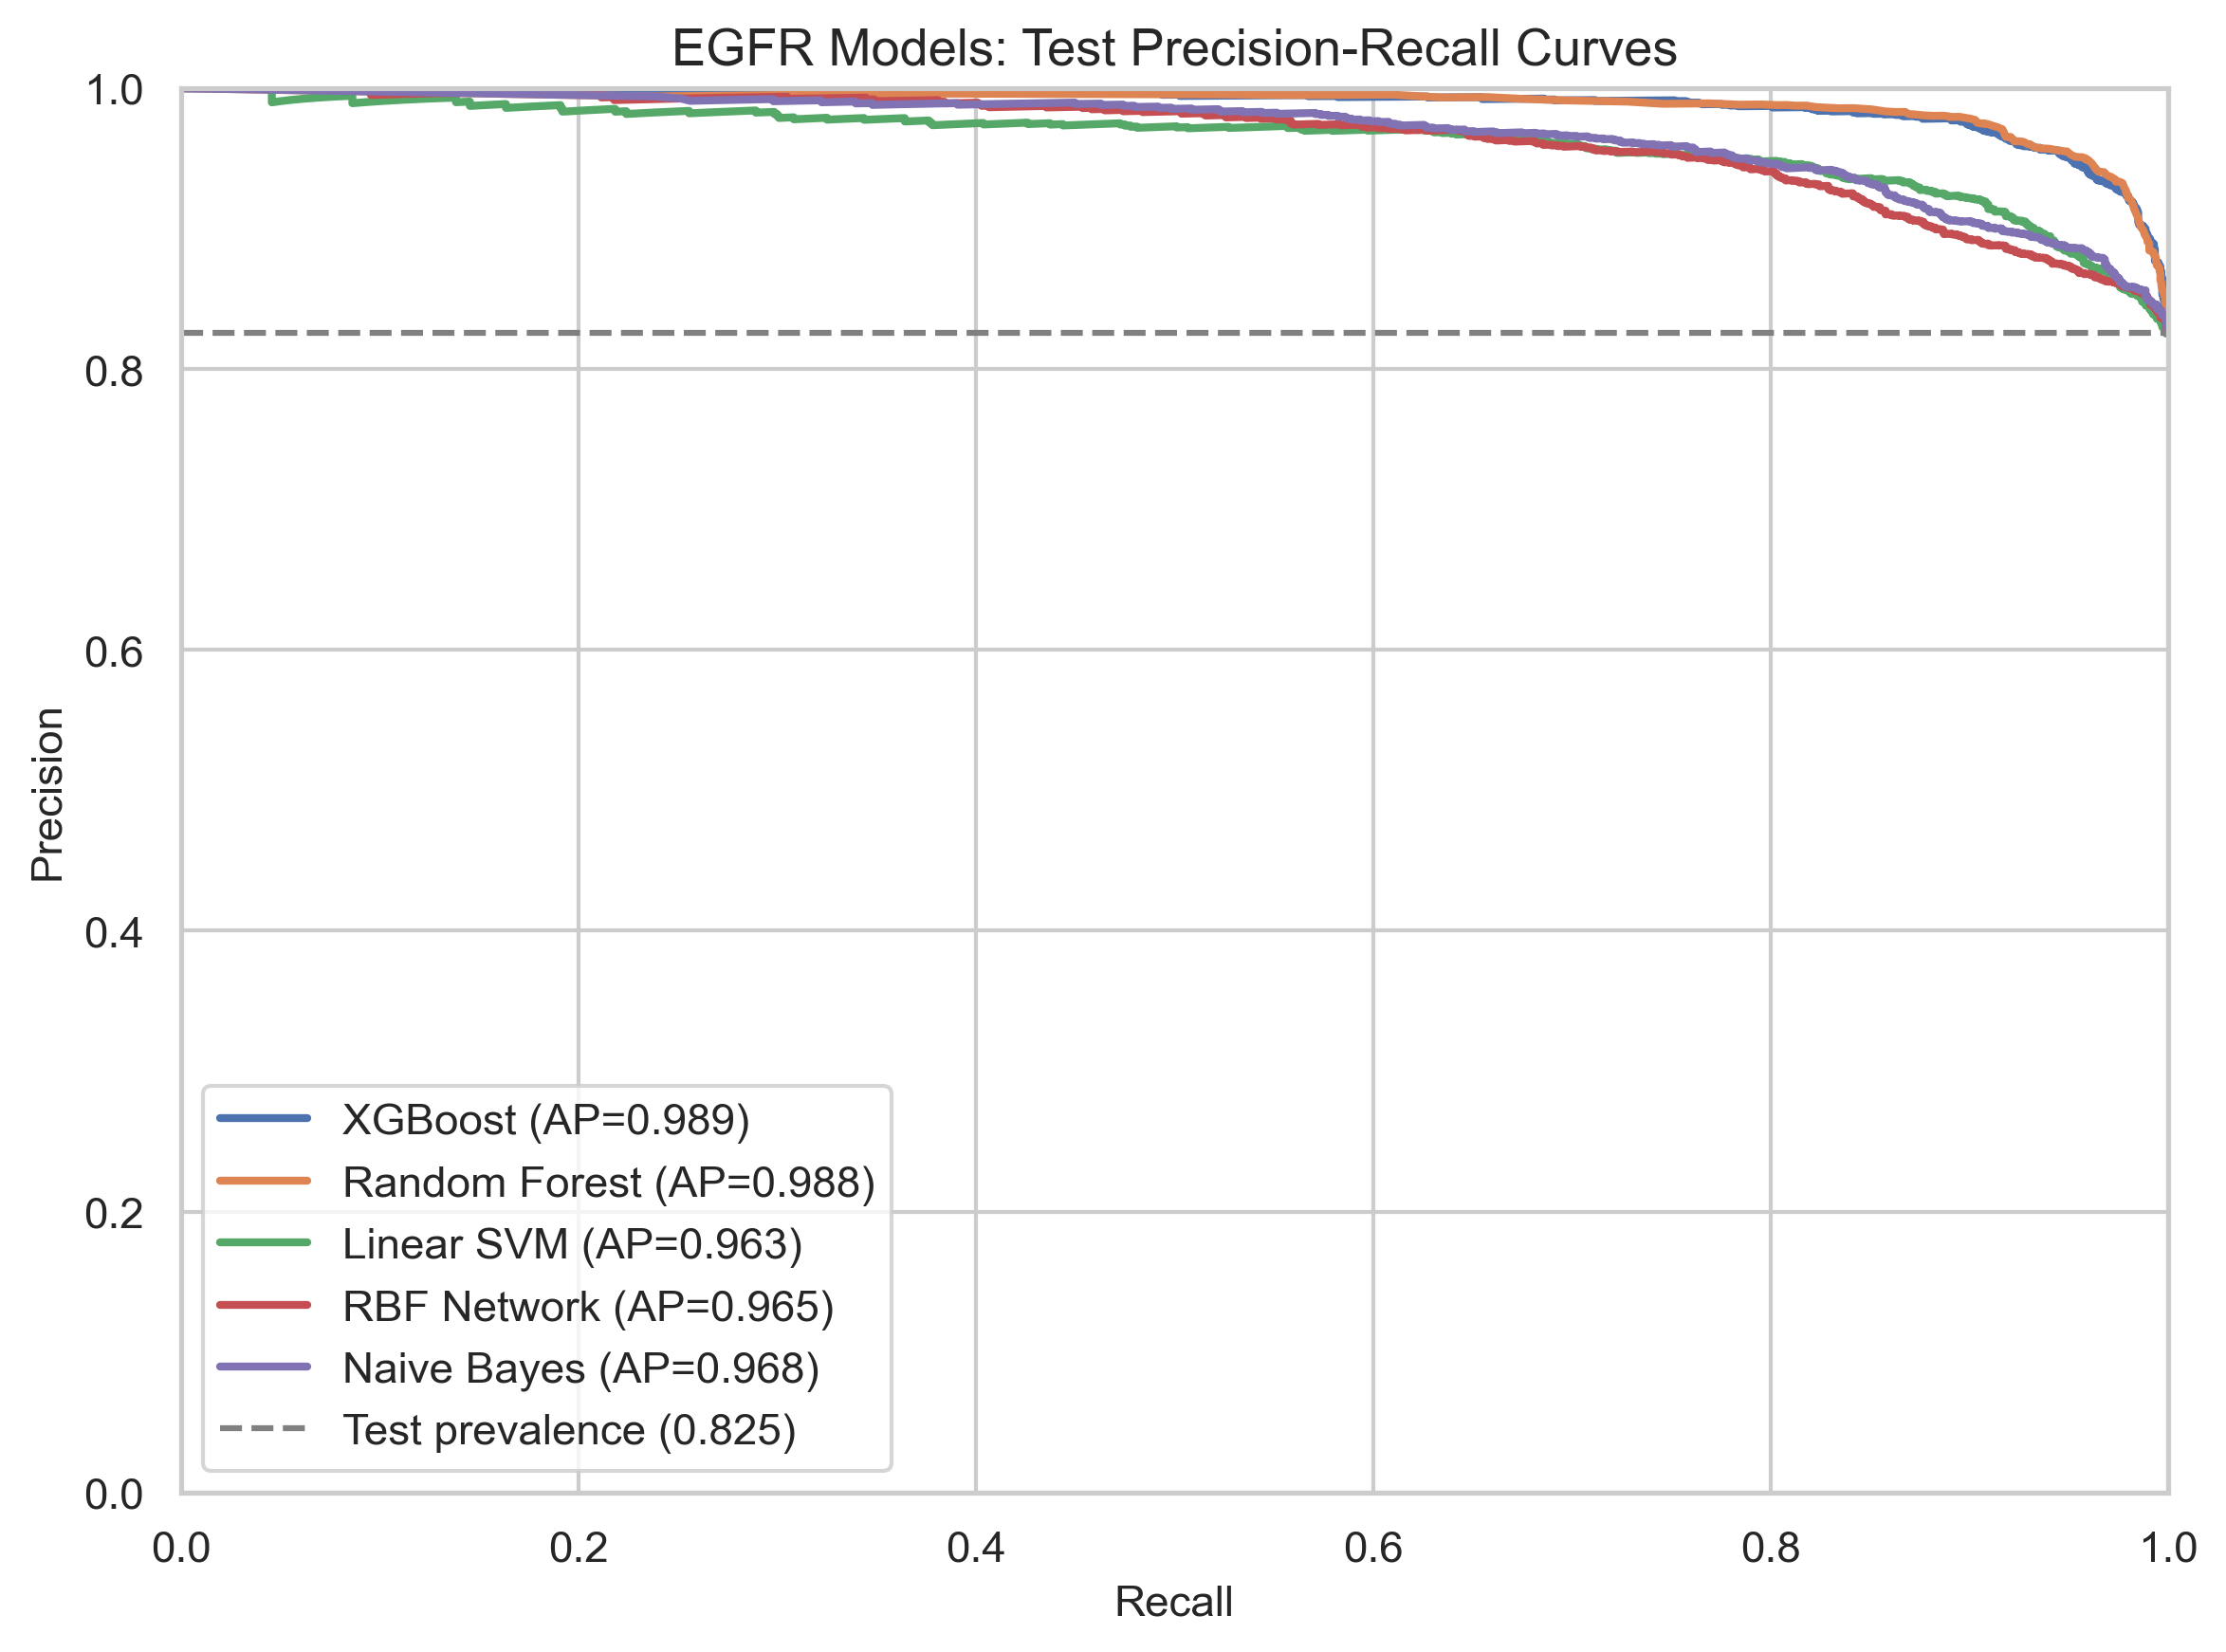 EGFR Models: Test Precision-Recall Curves
1.0
0.8
0.6
0.4
0.2
0.0
Precision
XGBoost (AP=0.989)
Random Forest (AP=0.988)
Linear SVM (AP=0.963)
RBF Network (AP=0.965)
Naive Bayes (AP=0.968)
Test prevalence (0.825)
0.0 0.2 0.4 0.6 0.8 1.0
Recall